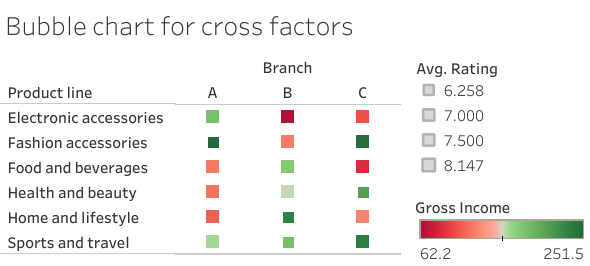 Bubble chart for cross factors
Branch
Product line A B C
Electronic accessories
Fashion accessories
Food and beverages
Health and beauty
Home and lifestyle
Sports and travel
Avg. Rating
6.258
7.000
7.500
8.147
Gross Income
62.2 251.5